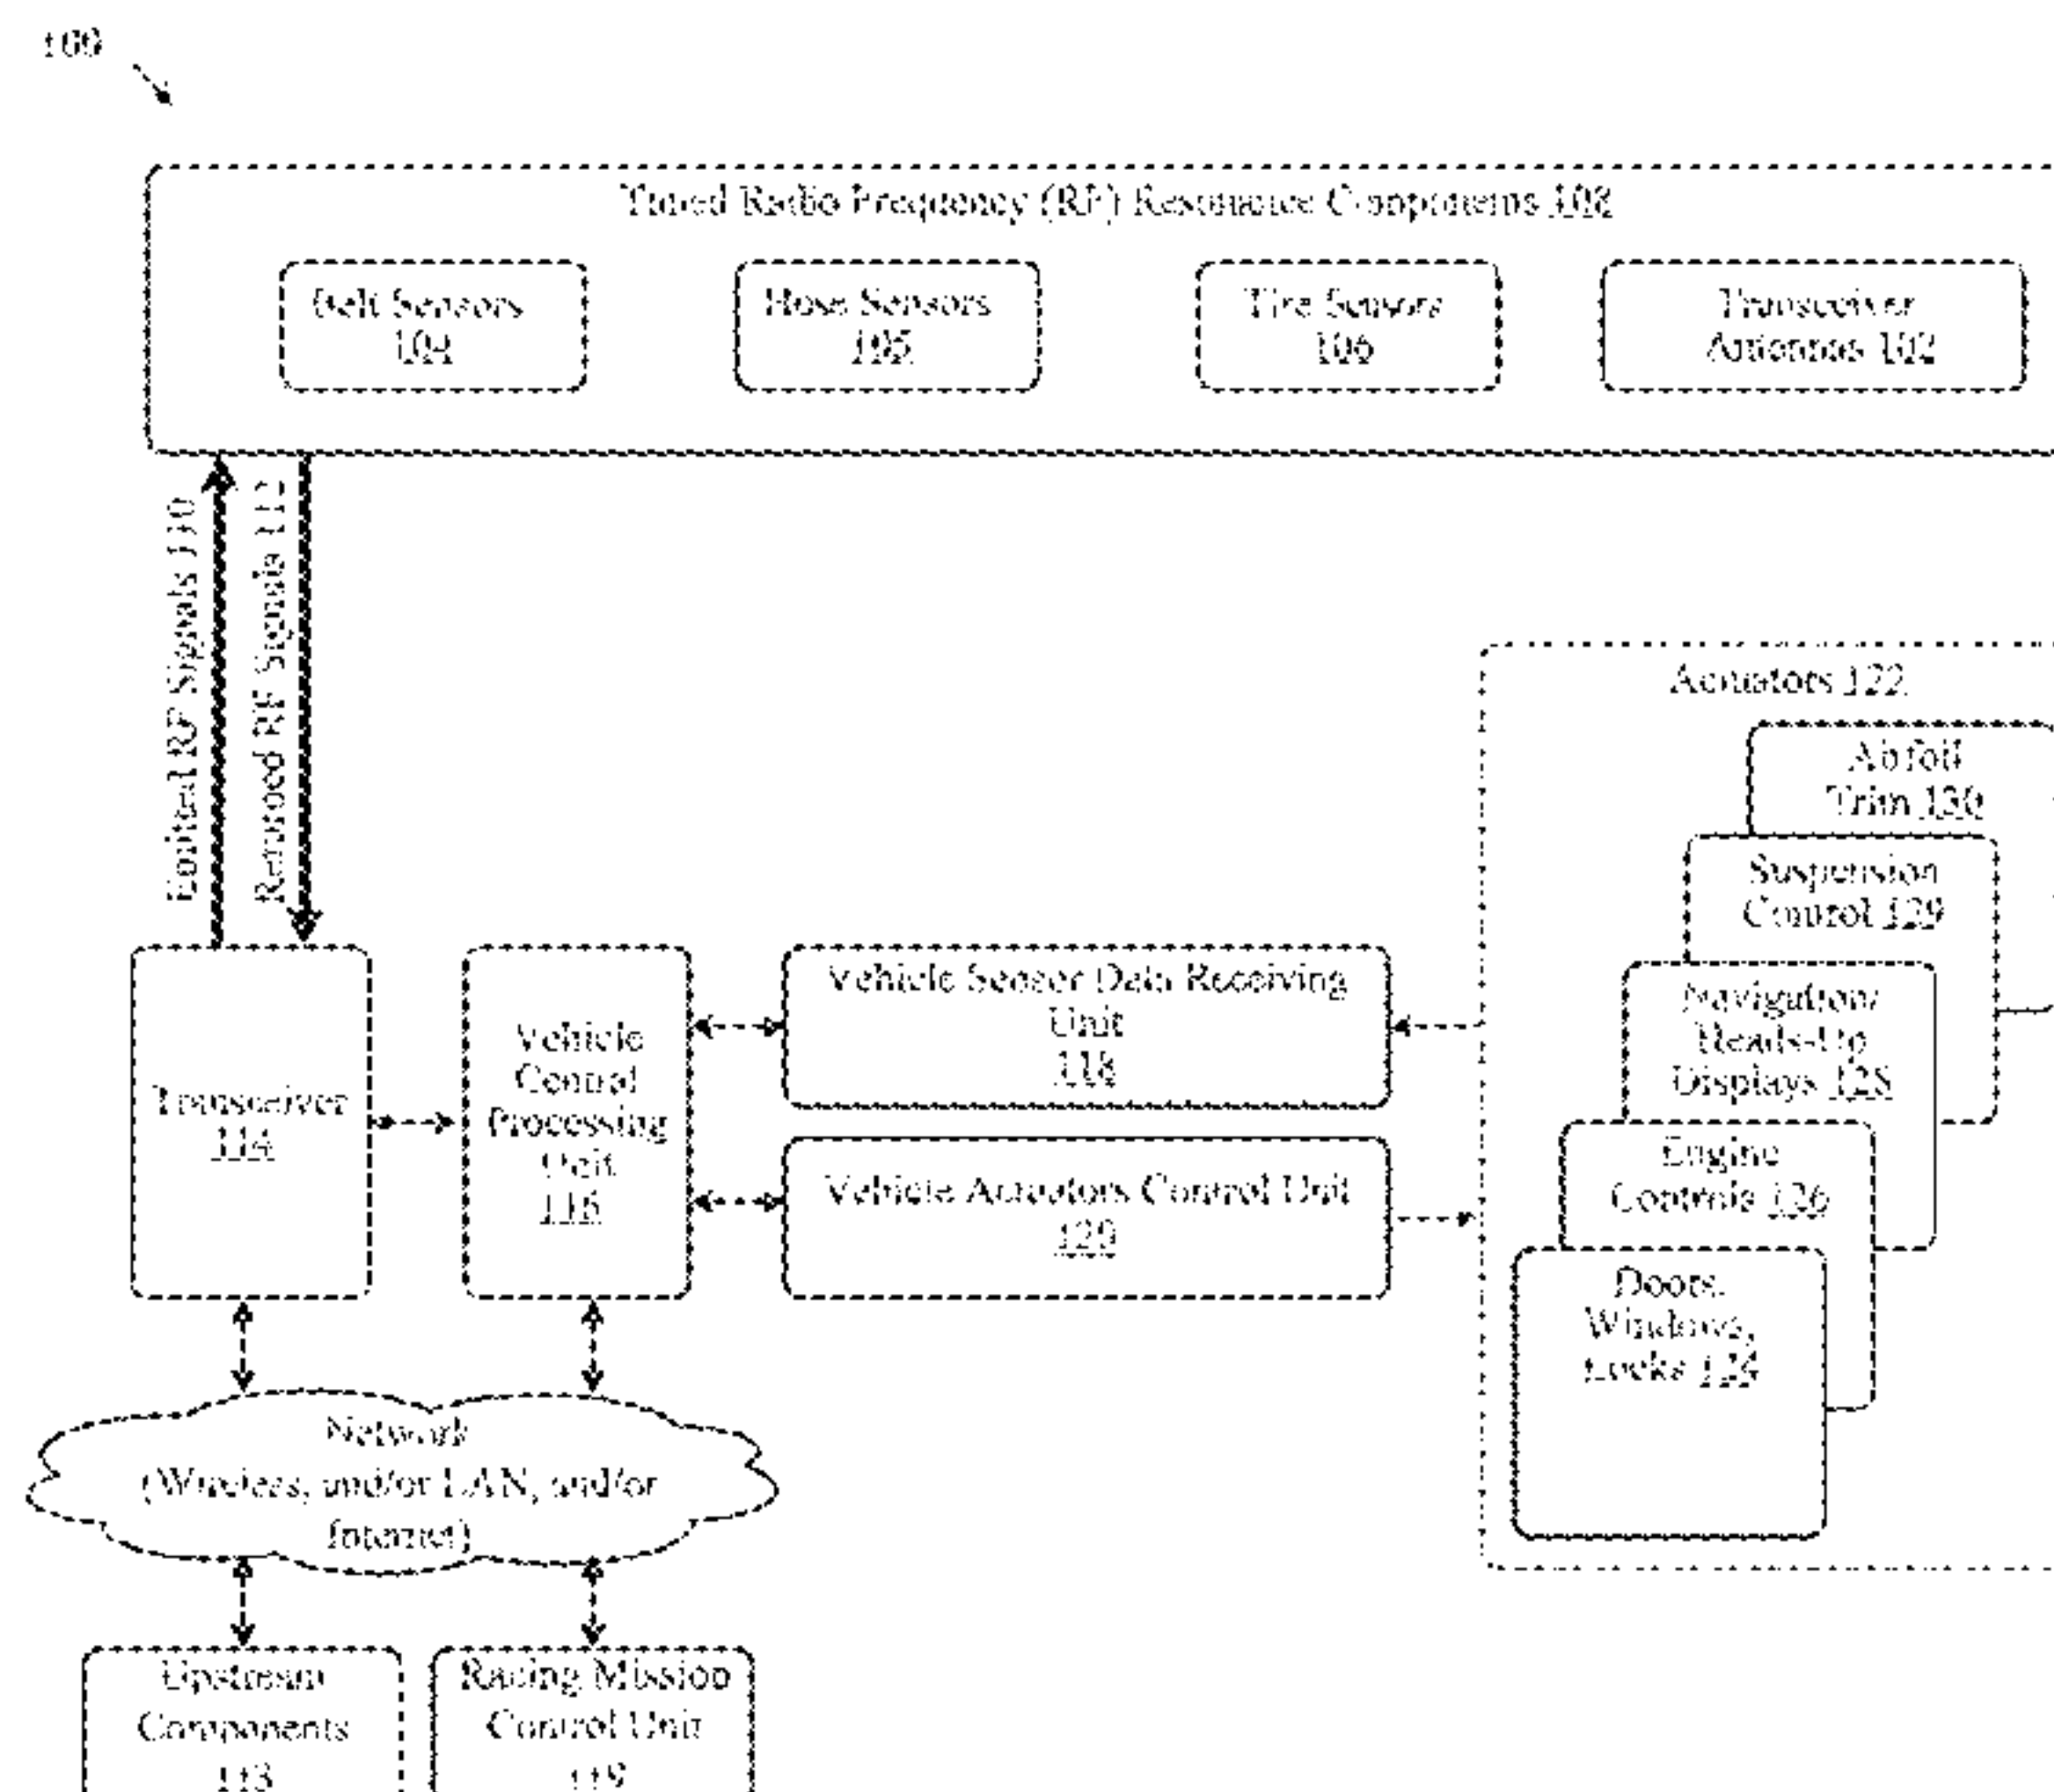 100
Tuned Radio Frequency (RF) Resonance Components 108
Belt Sensors
104
Hose Sensors
105
Tire Sensors
106
Transceiver
Antennas 102
Emitted RF Signals 110
Returned RF Signals 112
Actuators 122
Airfoil
Trim 130
Suspension
Control 129
Navigation/
Heads-Up
Displays 128
Engine
Controls 126
Doors,
Windows,
Locks 124
Transceiver
114
Vehicle
Control
Processing
Unit
116
Vehicle Sensor Data Receiving
Unit
118
Vehicle Actuators Control Unit
120
Network
(Wireless, and/or LAN, and/or
Internet)
Upstream
Components
113
Racing Mission
Control Unit
119